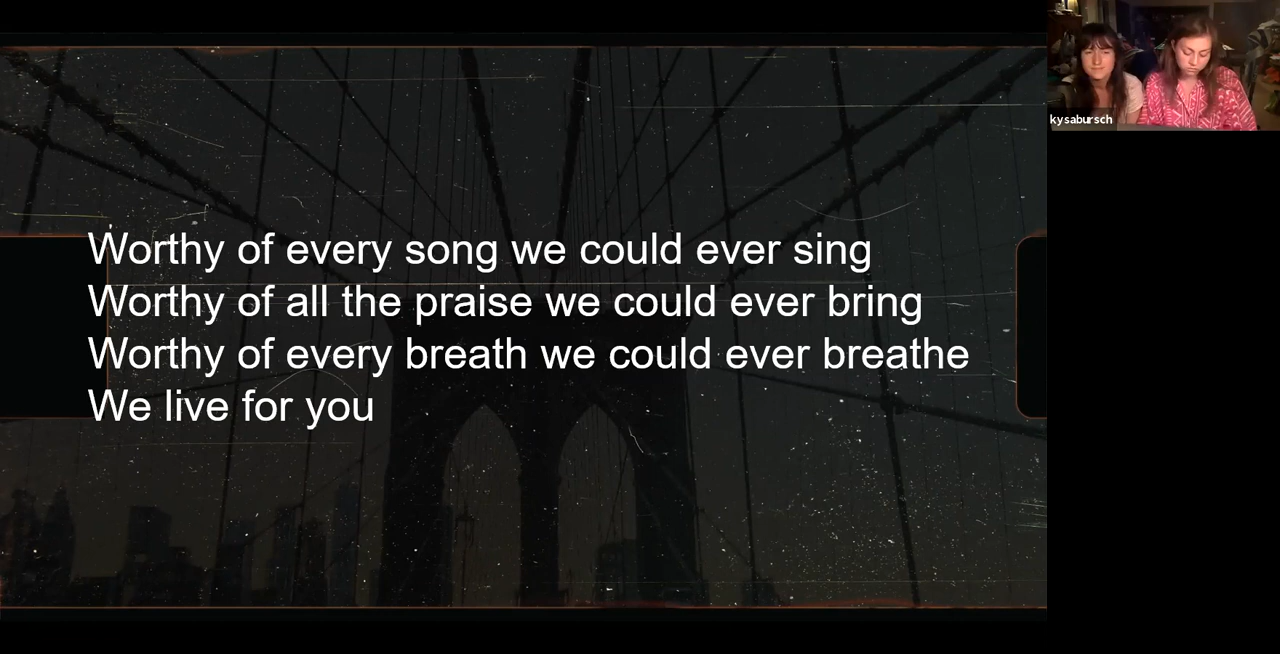 Worthy of every song we could ever sing
Worthy of all the praise we could ever bring
Worthy of every breath we could ever breathe
We live for you
kysabursch